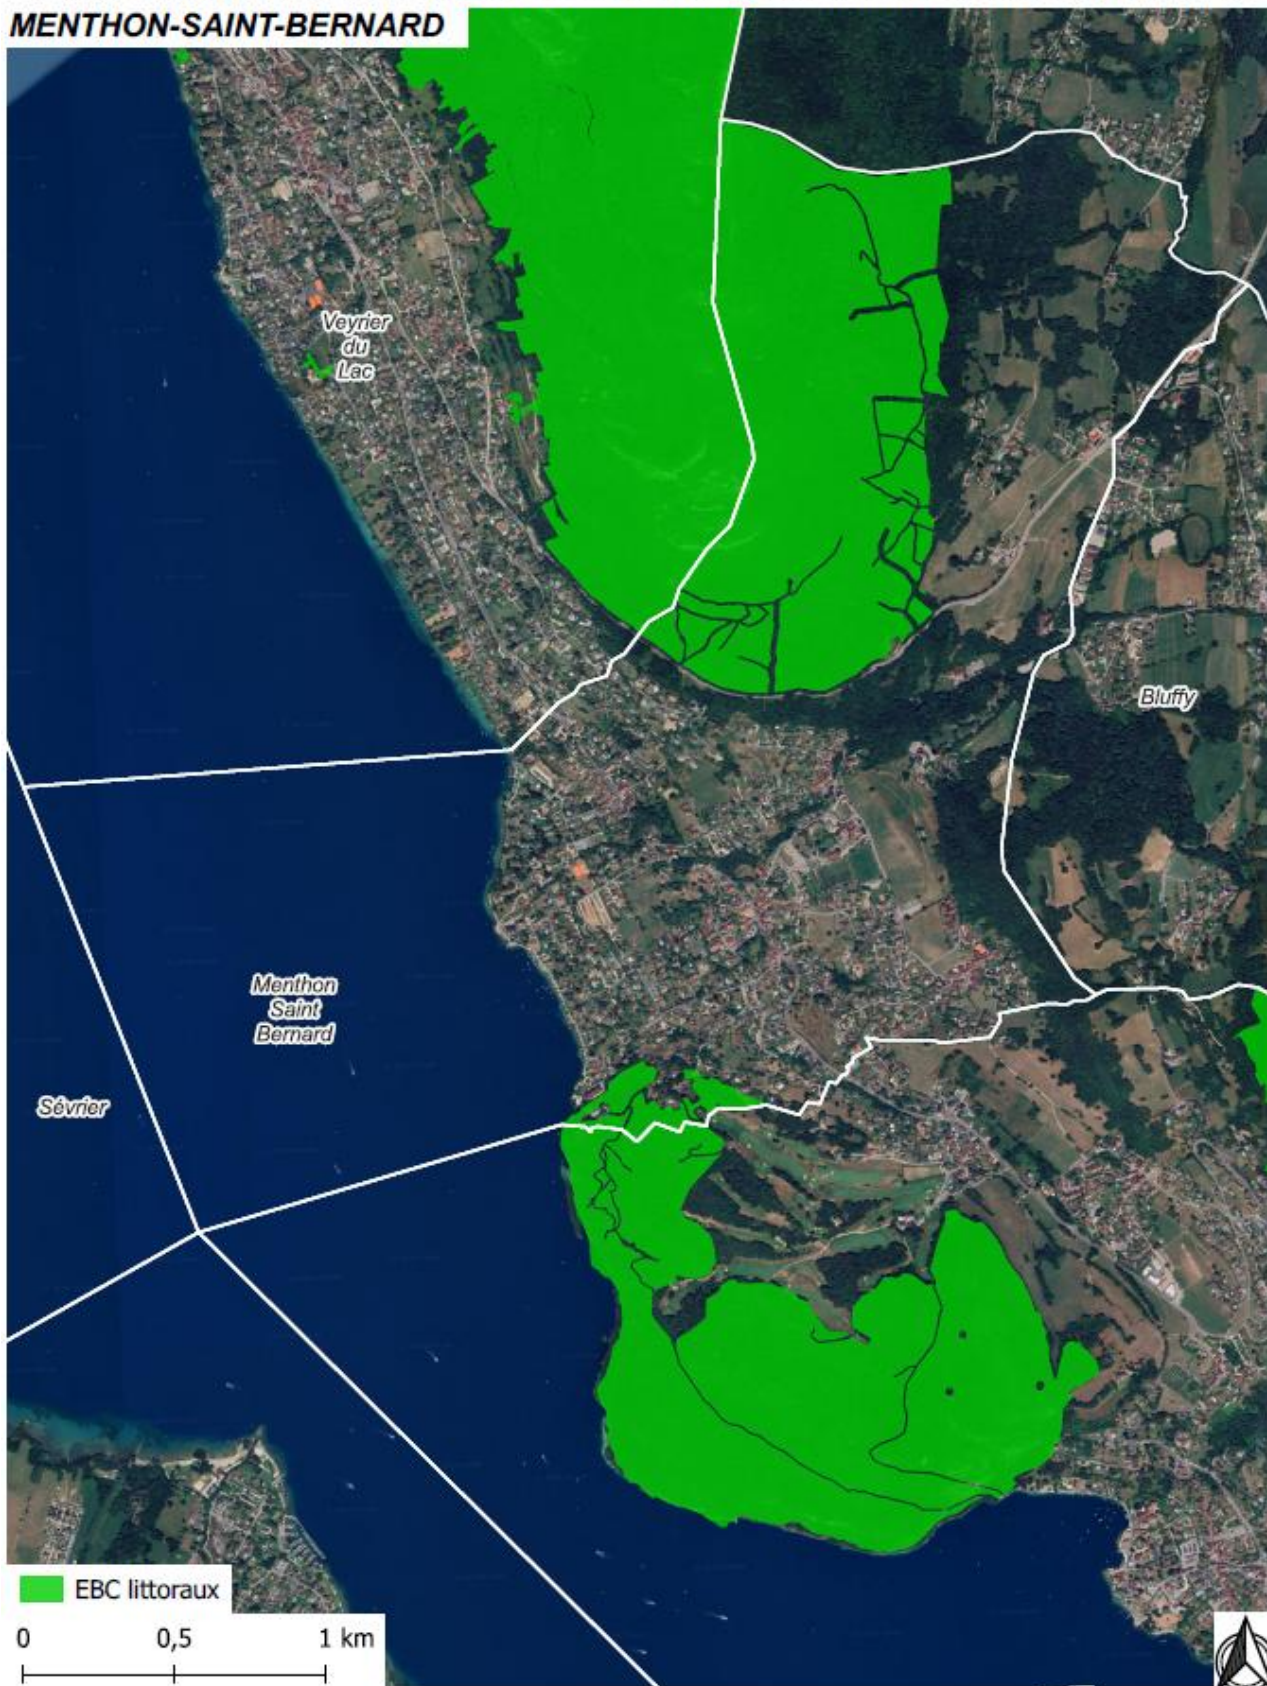 MENTHON-SAINT-BERNARD
Veyrier
du
Lac
Bluffy
Menthon
Saint
Bernard
Sévrier
EBC littoraux
0 0,5 1 km